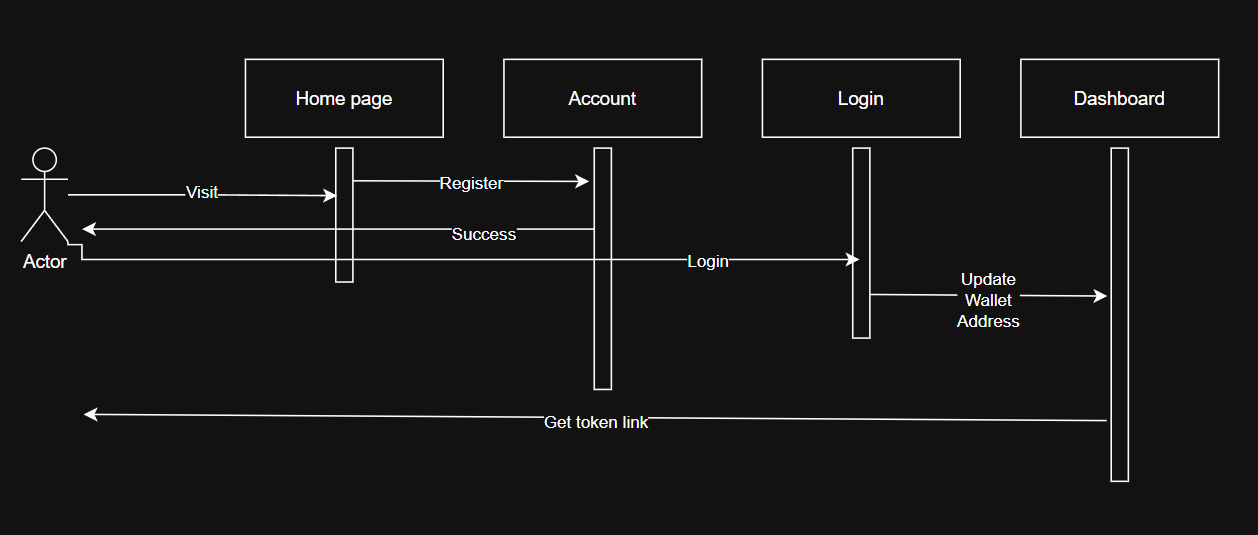 Home page
Account
Login
Dashboard
Visit
Register
Success
Actor
Login
Update
Wallet
Address
Get token link